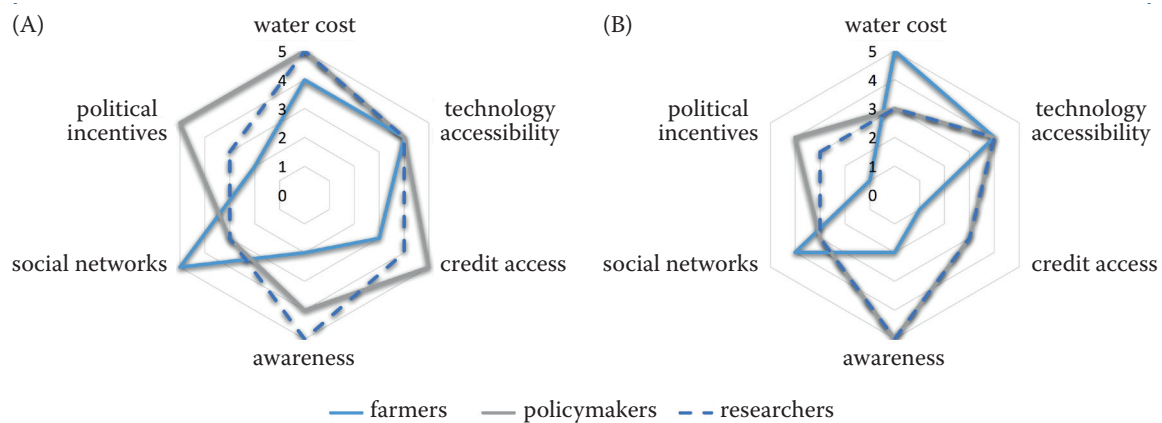 (A)
water cost
5
4
3
2
1
0
political
incentives
technology
accessibility
social networks
credit access
awareness
(B)
water cost
5
4
3
2
1
0
political
incentives
technology
accessibility
social networks
credit access
awareness
farmers
policymakers
researchers